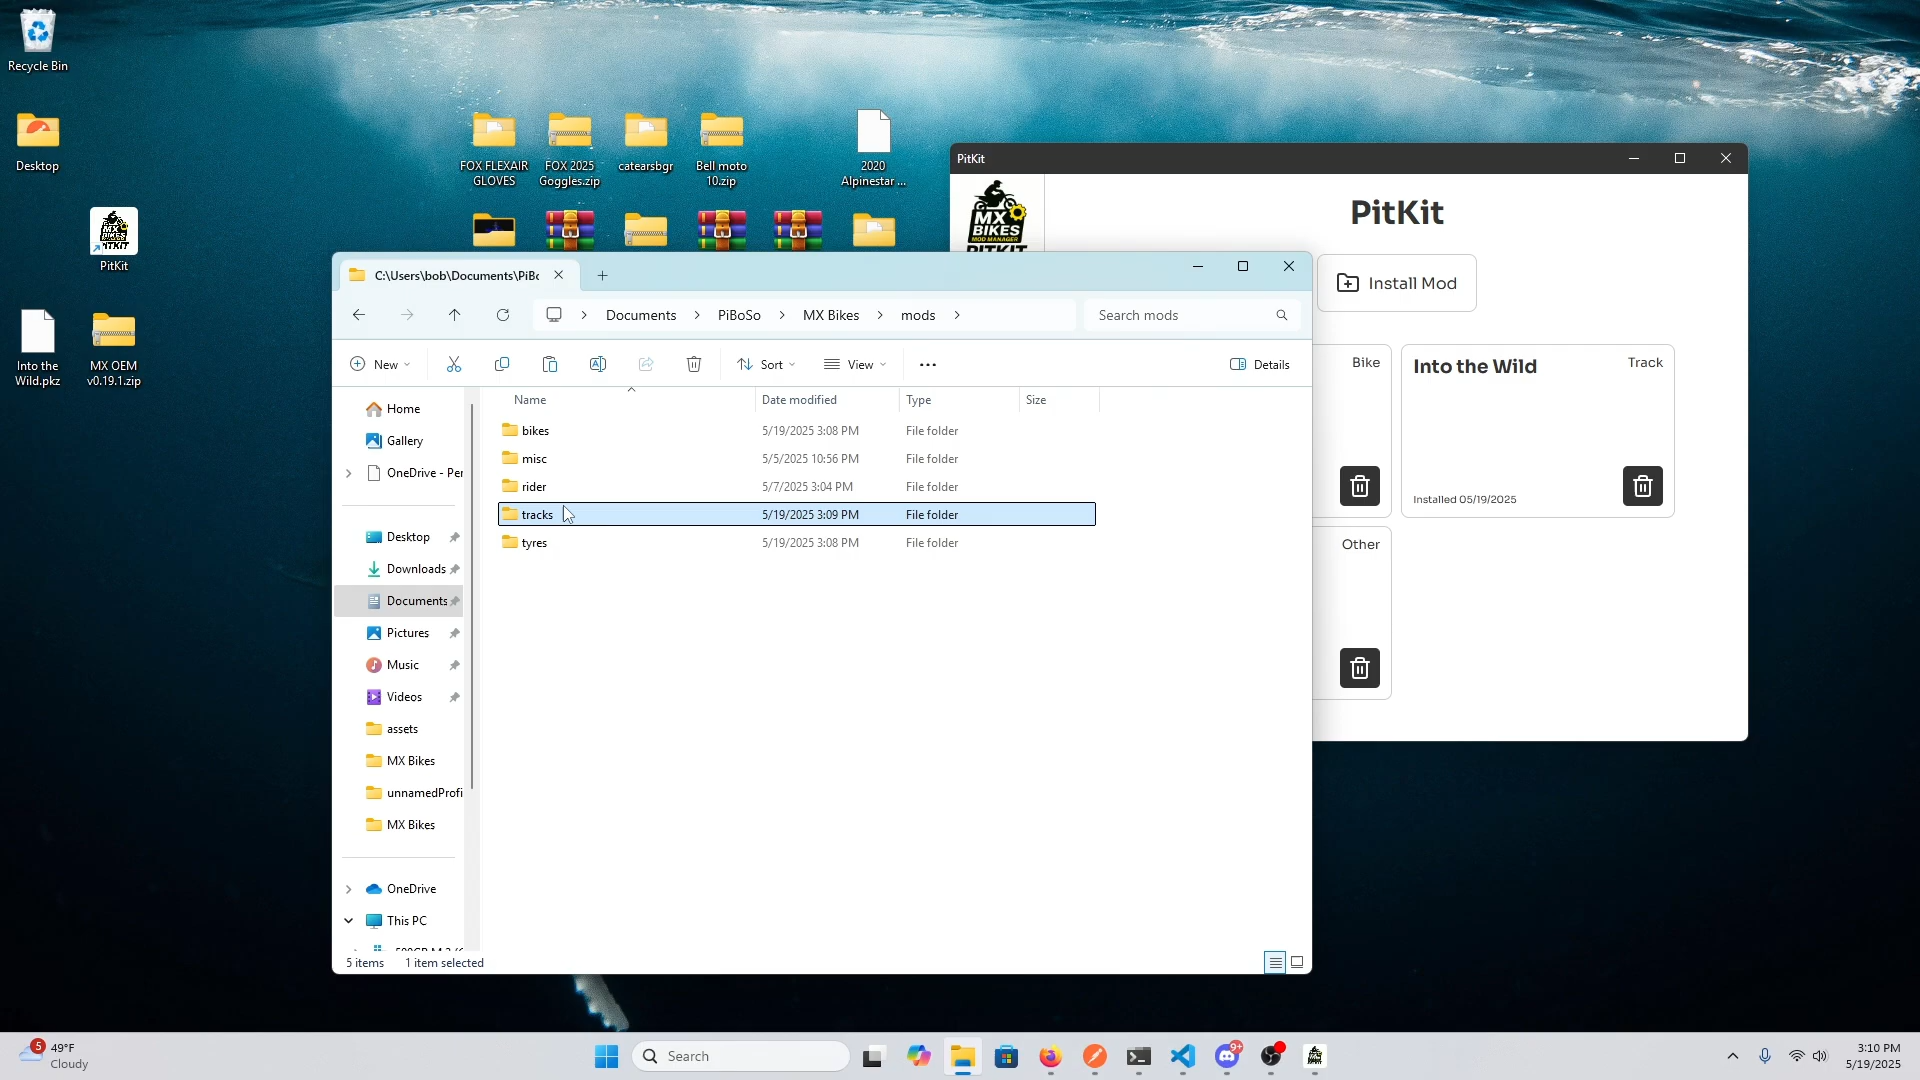 Recycle Bin
Desktop
PitKit
Into the
Wild.pkz
MX OEM
v0.19.1.zip
FOX FLEXAIR
GLOVES
FOX 2025
Goggles.zip
catearsbgr
Bell moto
10.zip
2020
Alpinestar ...
PitKit
MX
BIKES
MOD MANAGER
PITKIT
PitKit
Install Mod
Bike
Into the Wild
Track
Installed 05/19/2025
Other
C:\Users\bob\Documents\PiBo
Documents
PiBoSo
MX Bikes
mods
Search mods
New
Sort
View
Details
Name
Date modified
Type
Size
bikes
5/19/2025 3:08 PM
File folder
misc
5/5/2025 10:56 PM
File folder
rider
5/7/2025 3:04 PM
File folder
tracks
5/19/2025 3:09 PM
File folder
tyres
5/19/2025 3:08 PM
File folder
Home
Gallery
OneDrive - Per
Desktop
Downloads
Documents
Pictures
Music
Videos
assets
MX Bikes
unnamedProfi
MX Bikes
OneDrive
This PC
5 items
1 item selected
5
49°F
Cloudy
Search
9+
3:10 PM
5/19/2025